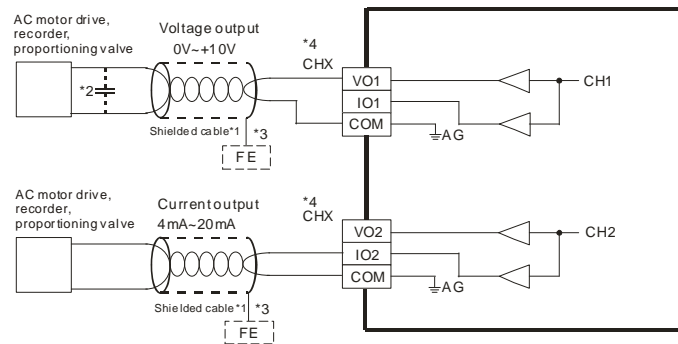 AC motor drive,
recorder,
proportioning valve
Voltage output
0V~+10V
*4
CHX
*2
VO1
IO1
COM
CH1
AG
Shielded cable*1
*3
FE
AC motor drive,
recorder,
proportioning valve
Current output
4mA~20mA
*4
CHX
VO2
IO2
COM
CH2
AG
Shielded cable*1
*3
FE